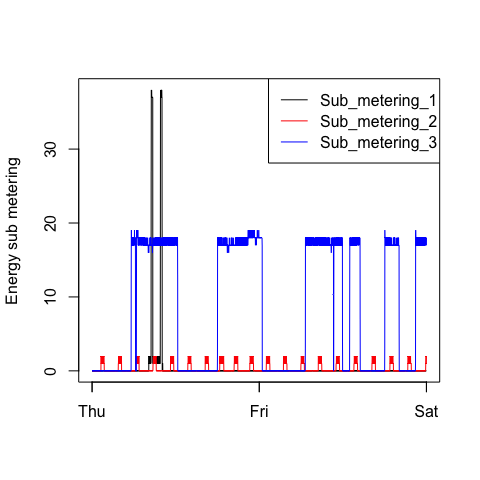 Sub_metering_1
Sub_metering_2
Sub_metering_3
Energy sub metering
30
20
10
0
Thu
Fri
Sat